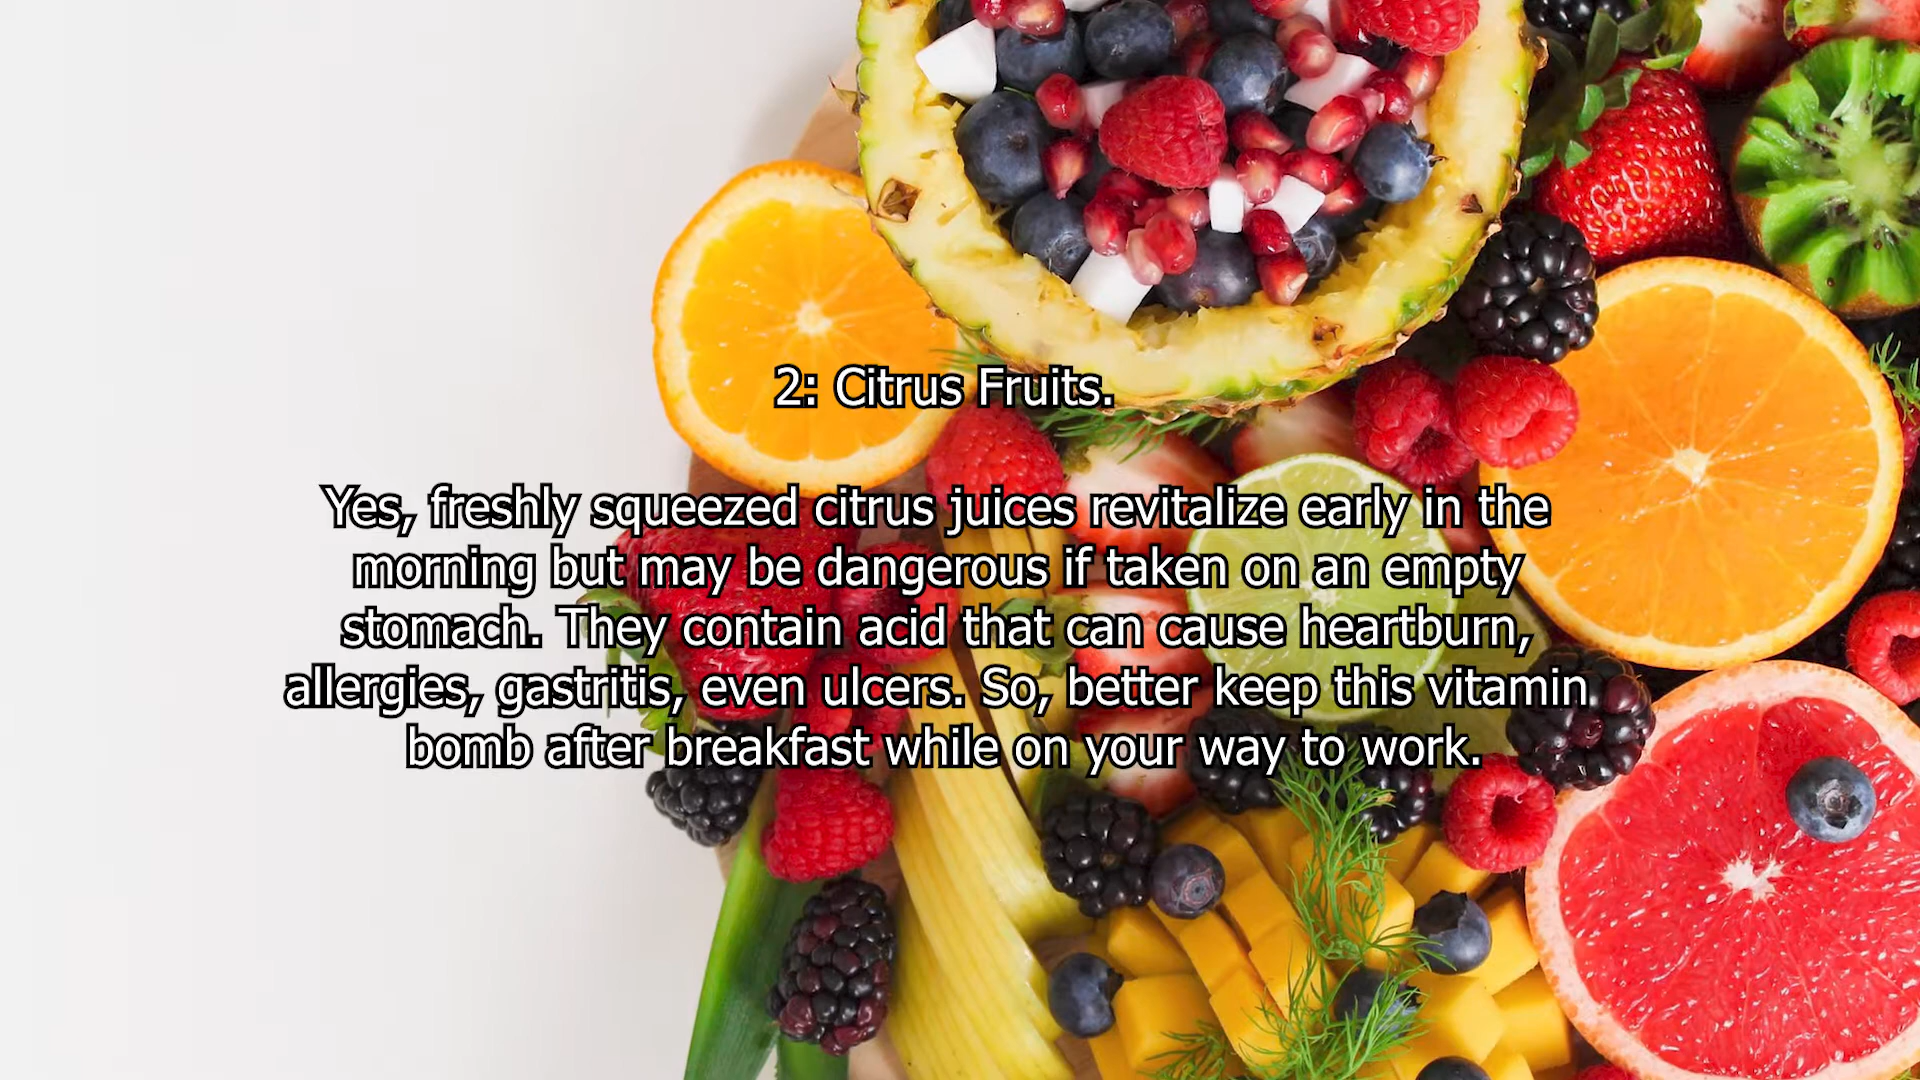 2: Citrus Fruits.
Yes, freshly squeezed citrus juices revitalize early in the
morning but may be dangerous if taken on an empty
stomach. They contain acid that can cause heartburn,
allergies, gastritis, even ulcers. So, better keep this vitamin
bomb after breakfast while on your way to work.